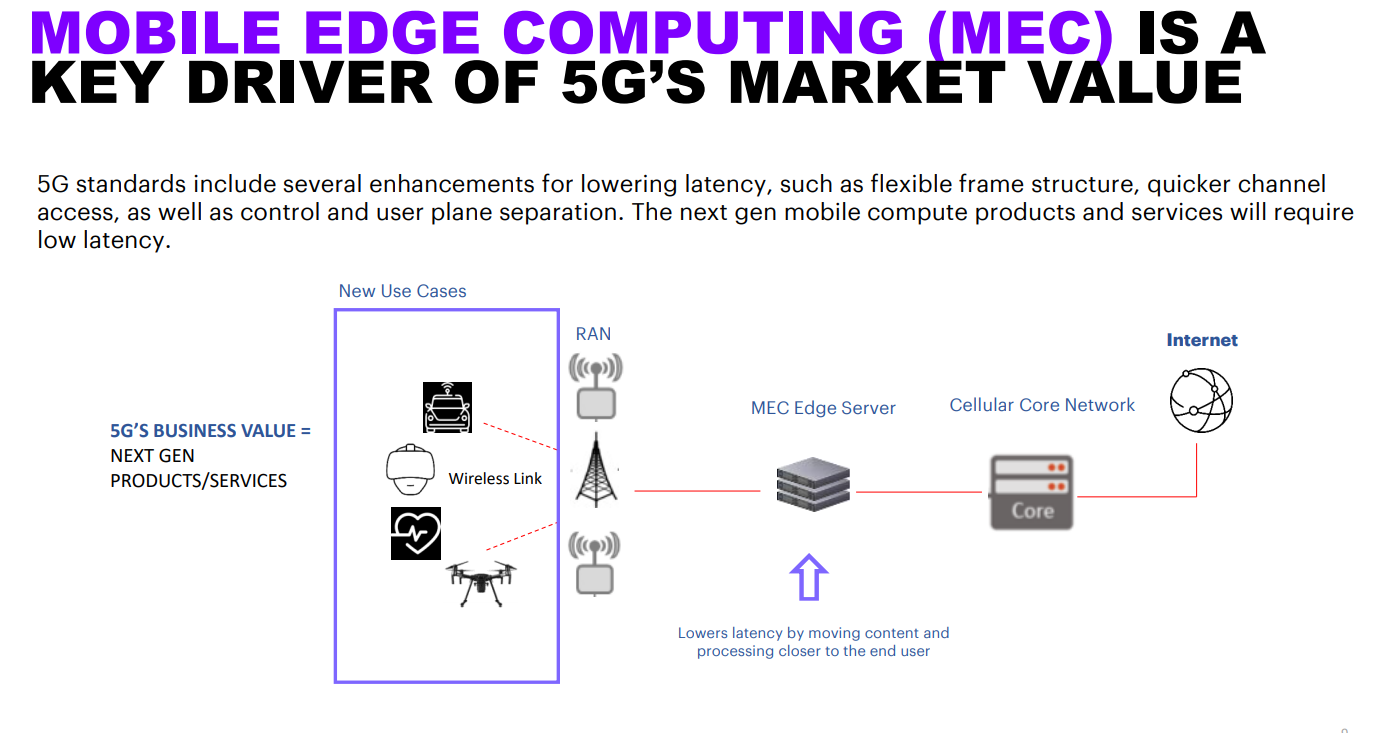 MOBILE EDGE COMPUTING (MEC) IS A
KEY DRIVER OF 5G’S MARKET VALUE
5G standards include several enhancements for lowering latency, such as flexible frame structure, quicker channel
access, as well as control and user plane separation. The next gen mobile compute products and services will require
low latency.
New Use Cases
RAN
Internet
MEC Edge Server
Cellular Core Network
5G’S BUSINESS VALUE =
NEXT GEN
PRODUCTS/SERVICES
Wireless Link
Core
Lowers latency by moving content and
processing closer to the end user